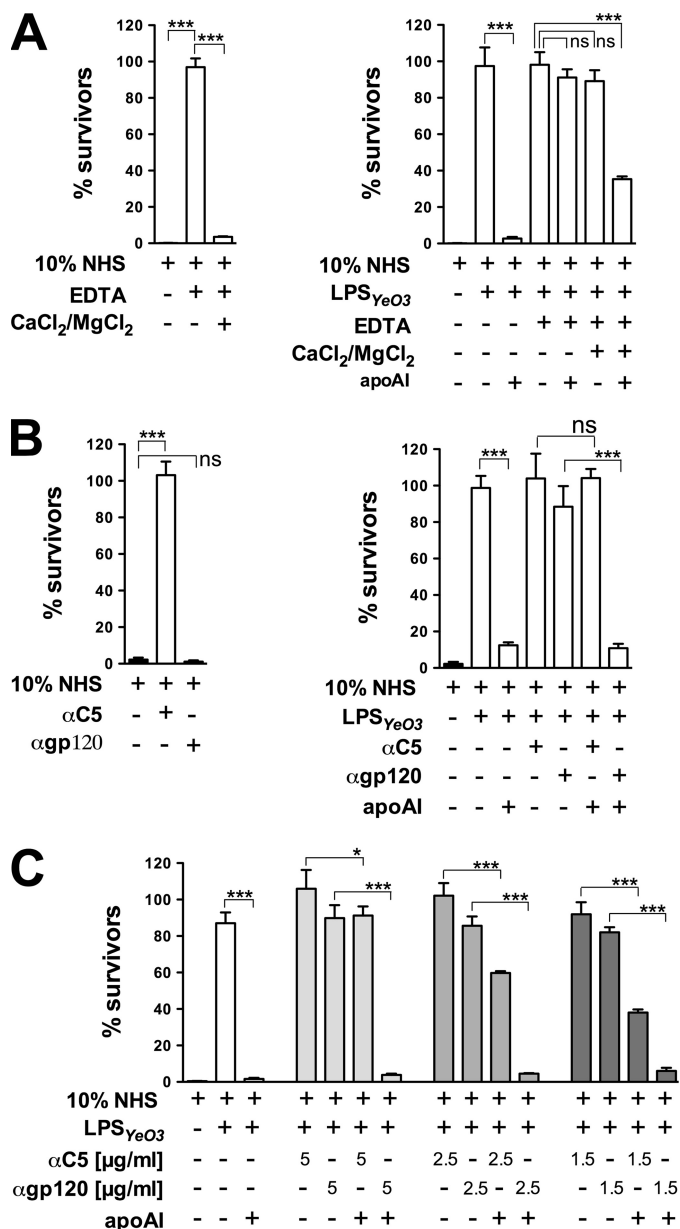 A
% survivors
120
100
80
60
40
20
0
*** ***
10% NHS + + +
EDTA - + +
CaCl₂/MgCl₂ - - +
% survivors
120
100
80
60
40
20
0
*** *** ns ns
10% NHS + + + + + + +
LPS_YeO3 - + + + + + +
EDTA - - - + + + +
CaCl₂/MgCl₂ - - - - - + +
apoAI - - + - + - +
B
% survivors
120
100
80
60
40
20
0
*** ns
10% NHS + + +
αC5 - + -
αgp120 - - +
% survivors
120
100
80
60
40
20
0
*** ns ***
10% NHS + + + + + + +
LPS_YeO3 - + + + + + +
αC5 - - - + - + -
αgp120 - - - - + - +
apoAI - - + - - + +
C
% survivors
120
100
80
60
40
20
0
*** * *** *** *** *** ***
10% NHS + + + + + + + + + + + + + + +
LPS_YeO3 - + + + + + + + + + + + + + +
αC5 [µg/ml] - - - 5 - 5 - 2.5 - 2.5 - 1.5 - 1.5 -
αgp120 [µg/ml] - - - - 5 - 5 - 2.5 - 2.5 - 1.5 - 1.5
apoAI - - + - - + + - - + + - - + +